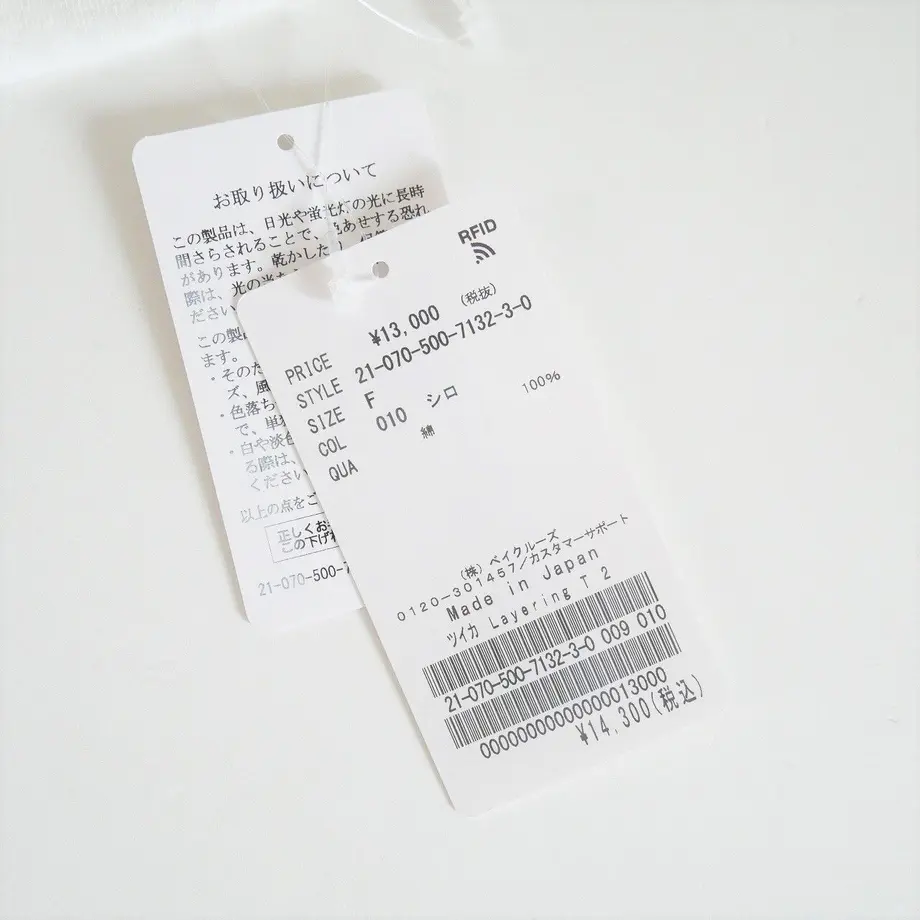 お取り扱いについて
この製品は、日光や蛍光灯の光に長時
間さらされることで、色あせする恐れ
があります。乾かした
際は、光の
ださい
この製
ます。
・そのた
ズ、風
・色落ち
で、単
・白や淡色
る際は、
ください
以上の点をご
正しくお
この下げ
21-070-500-7
RFID
PRICE ¥13,000 (税抜)
STYLE 21-070-500-7132-3-0
SIZE F
COL 010 シロ
QUA 綿 100%
(株)ベイクルーズ
0120-301457/カスタマーサポート
Made in Japan
ツイカ Layering T 2
21-070-500-7132-3-0 009 010
0000000000000013000
¥14,300(税込)